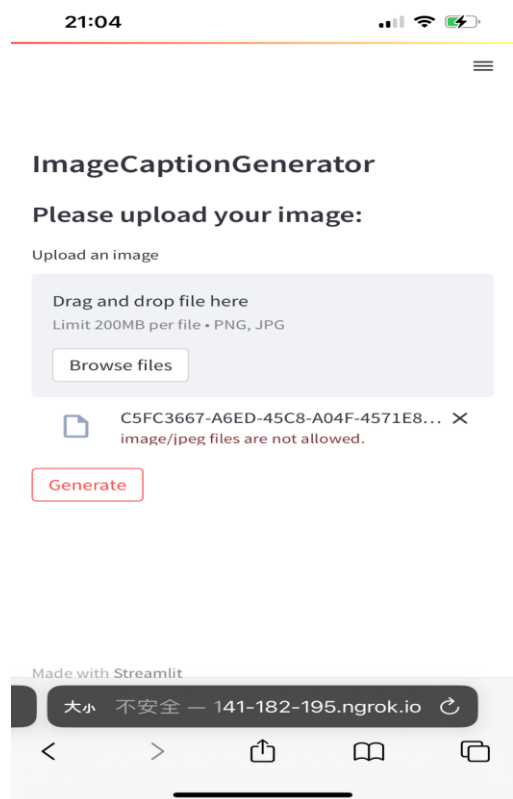 21:04
ImageCaptionGenerator
Please upload your image:
Upload an image
Drag and drop file here
Limit 200MB per file • PNG, JPG
Browse files
C5FC3667-A6ED-45C8-A04F-4571E8...
image/jpeg files are not allowed.
Generate
Made with Streamlit
大小 不安全 — 141-182-195.ngrok.io